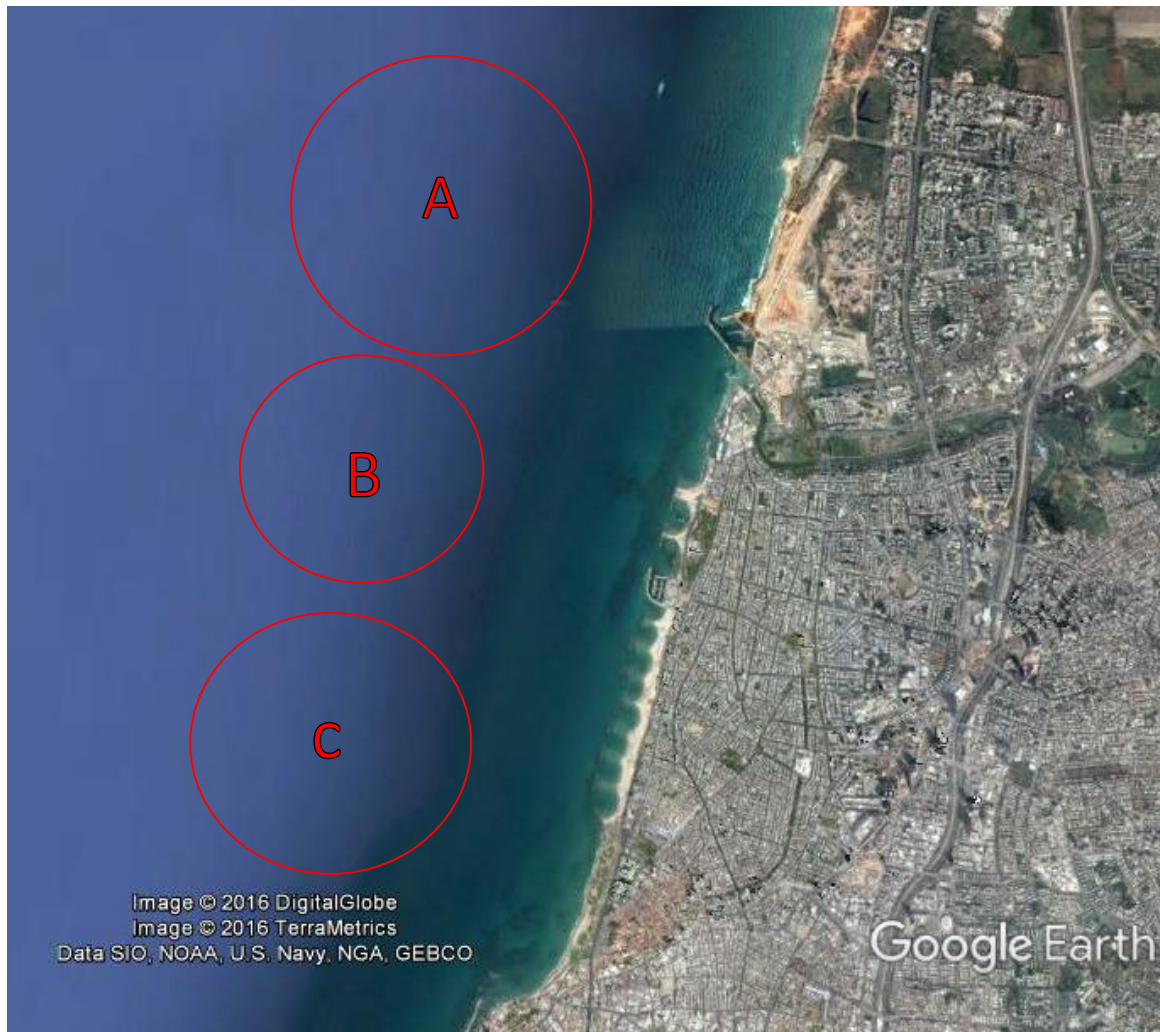 A
B
C
Image © 2016 DigitalGlobe
Image © 2016 TerraMetrics
Data SIO, NOAA, U.S. Navy, NGA, GEBCO
Google Earth